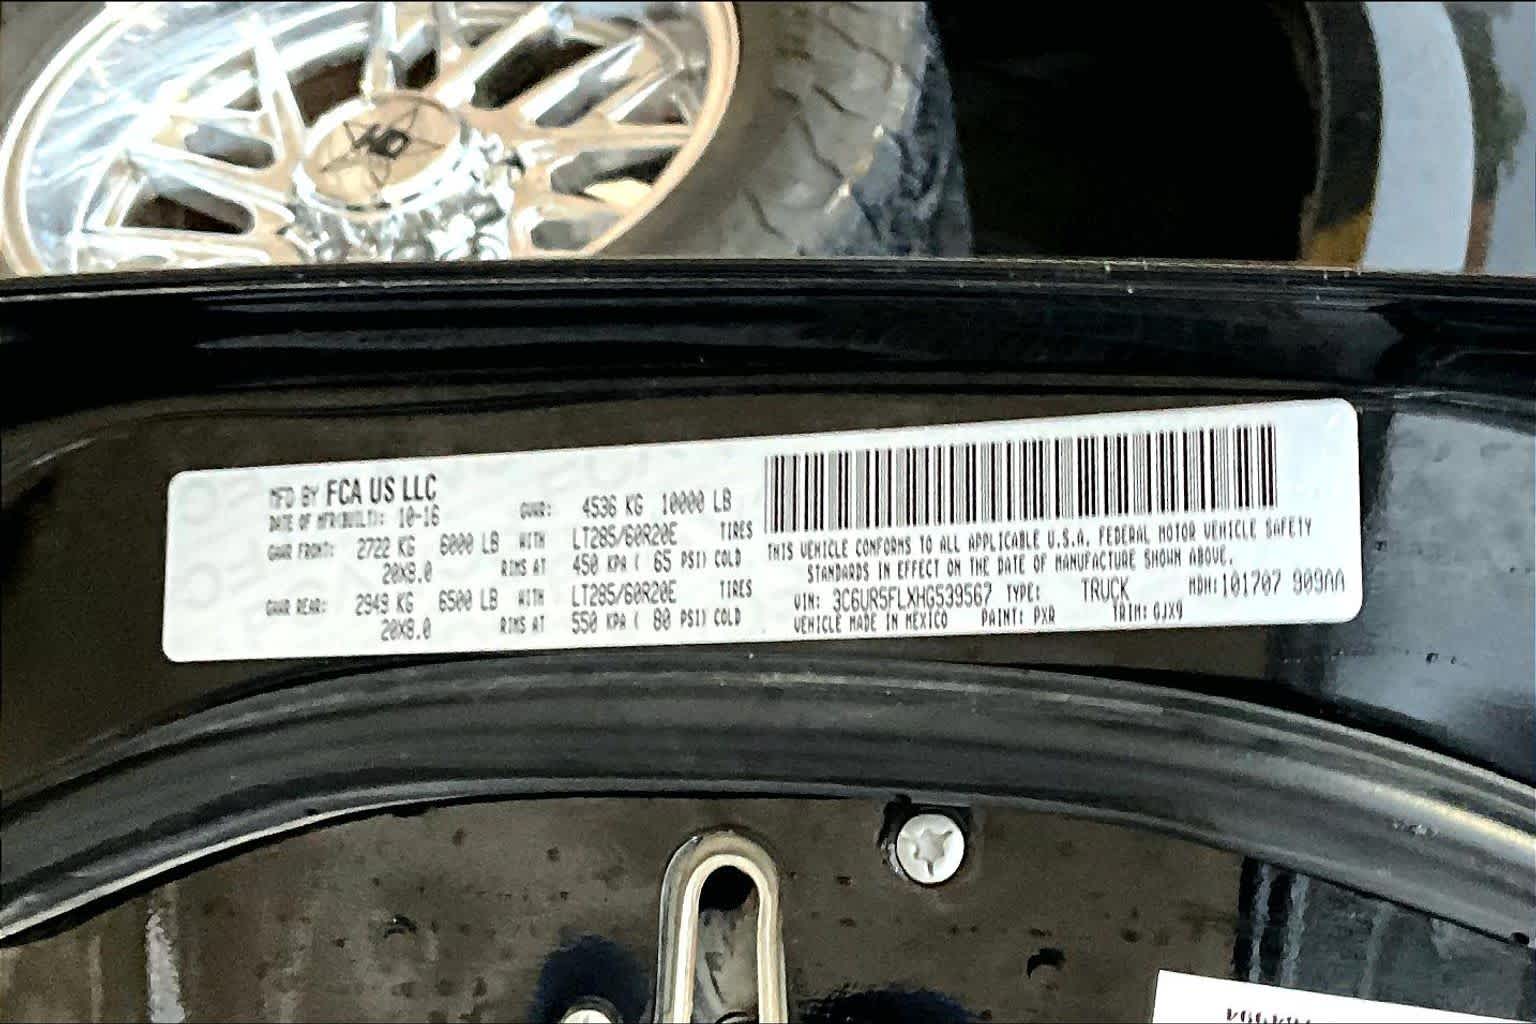 MFD BY FCA US LLC
DATE OF MFR(BUILT): 10-16 GVWR: 4536 KG 10000 LB
GAWR FRONT: 2722 KG 6000 LB WITH LT285/60R20E TIRES
20X9.0 RIMS AT 450 KPA ( 65 PSI) COLD
GAWR REAR: 2949 KG 6500 LB WITH LT285/60R20E TIRES
20X9.0 RIMS AT 550 KPA ( 80 PSI) COLD
THIS VEHICLE CONFORMS TO ALL APPLICABLE U.S.A. FEDERAL MOTOR VEHICLE SAFETY
STANDARDS IN EFFECT ON THE DATE OF MANUFACTURE SHOWN ABOVE.
VIN: 3C6UR5FLXHG539567 TYPE: TRUCK MDH: 101707 909AA
VEHICLE MADE IN MEXICO PAINT: PXR TRIM: QJX9